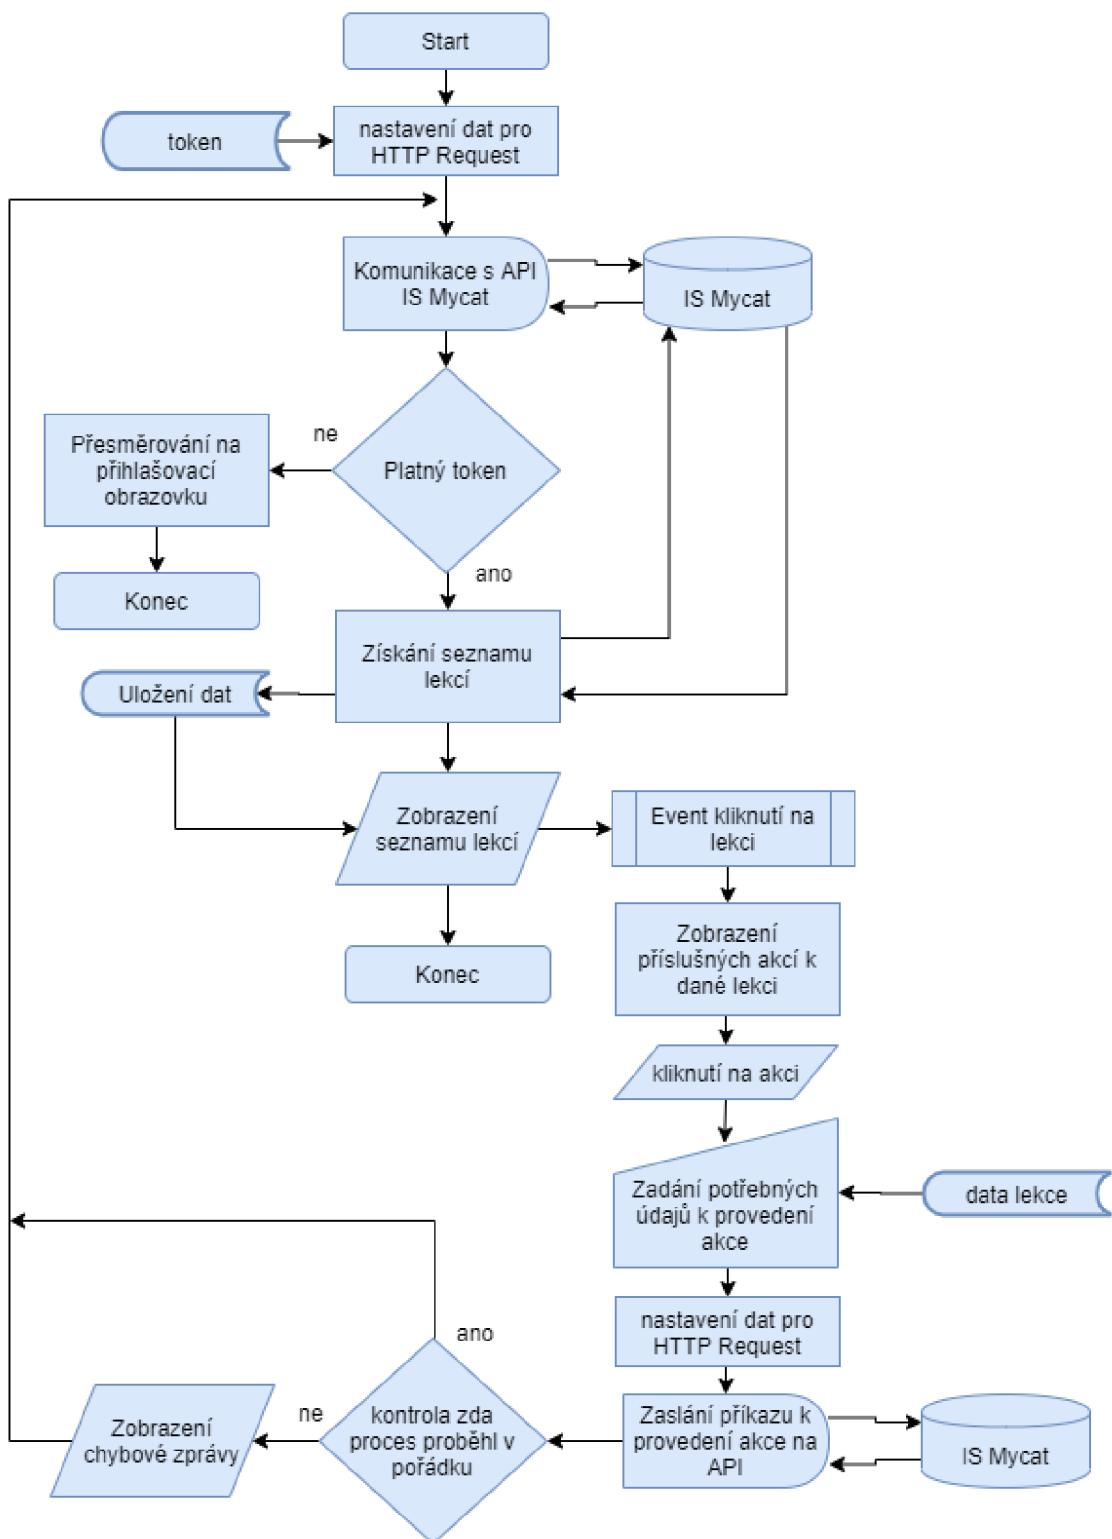 Start
token
nastavení dat pro
HTTP Request
Komunikace s API
IS Mycat
IS Mycat
ne
Přesměrování na
přihlašovací
obrazovku
Platný token
ano
Konec
Získání seznamu
lekcí
Uložení dat
Zobrazení
seznamu lekcí
Event kliknutí na
lekci
Zobrazení
příslušných akcí k
dané lekci
Konec
kliknutí na akci
Zadání potřebných
údajů k provedení
akce
data lekce
nastavení dat pro
HTTP Request
ano
Zobrazení
chybové zprávy
ne
kontrola zda
proces proběhl v
pořádku
Zaslání příkazu k
provedení akce na
API
IS Mycat